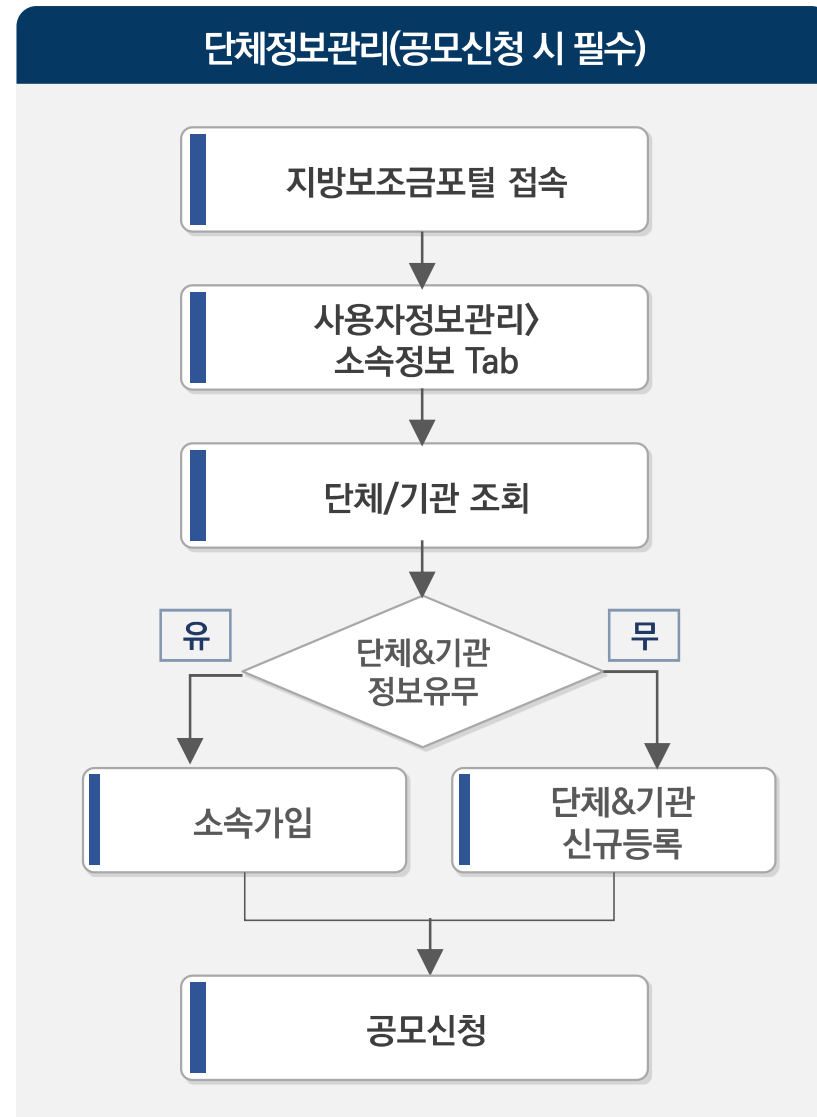 단체정보관리(공모신청 시 필수)
지방보조금포털 접속
사용자정보관리>
소속정보 Tab
단체/기관 조회
유
무
단체&기관
정보유무
소속가입
단체&기관
신규등록
공모신청